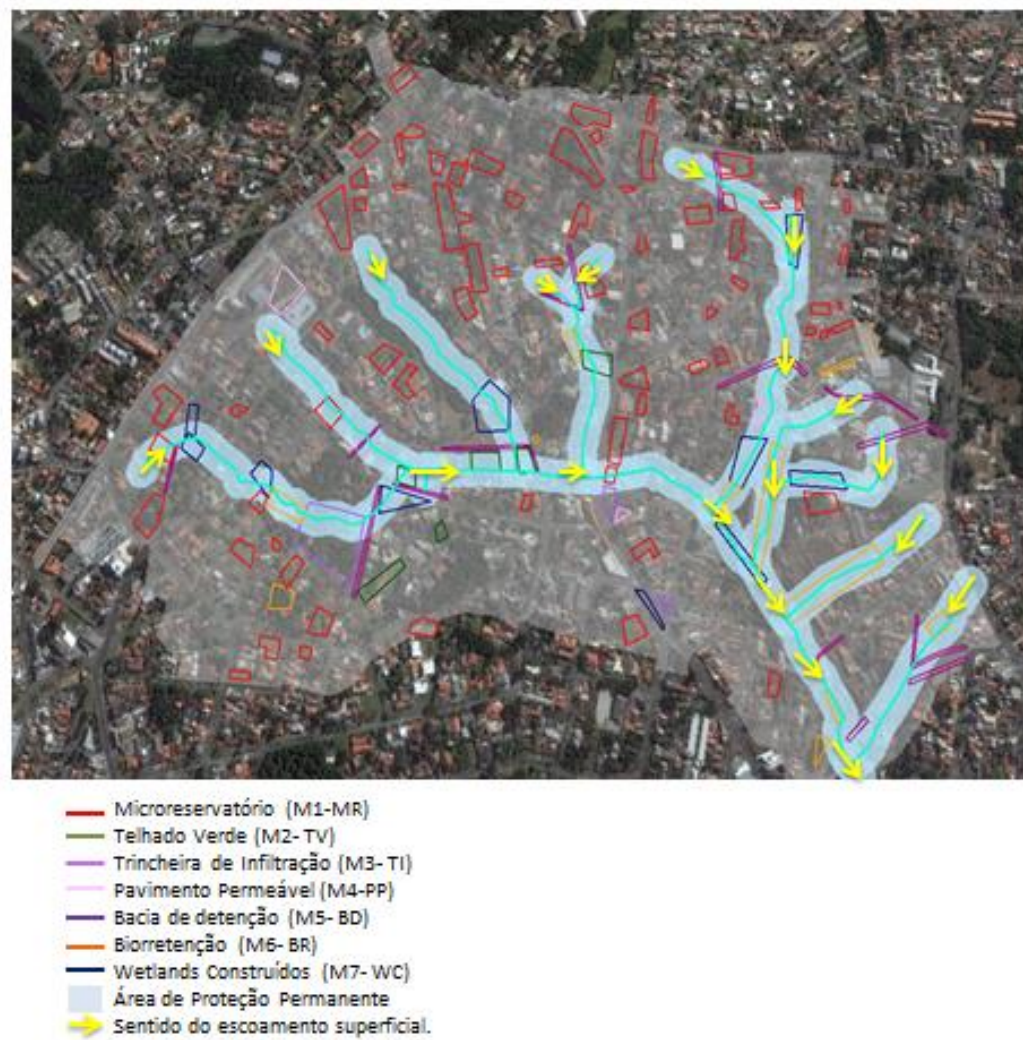 Microreservatório (M1-MR)
Telhado Verde (M2- TV)
Trincheira de Infiltração (M3- TI)
Pavimento Permeável (M4-PP)
Bacia de detenção (M5- BD)
Biorretenção (M6- BR)
Wetlands Construídos (M7- WC)
Área de Proteção Permanente
Sentido do escoamento superficial.